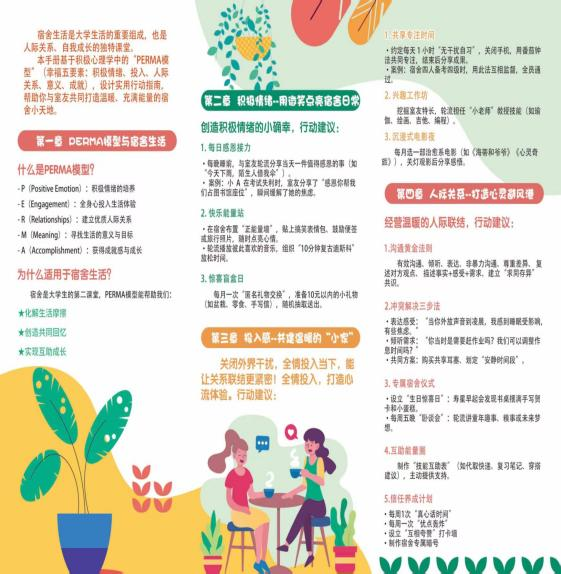 宿舍生活是大学生活的重要组成，也是
人际关系、自我成长的独特课堂。
本手册基于积极心理学中的“PERMA模
型”（幸福五要素：积极情绪、投入、人际
关系、意义、成就），设计实用行动指南，
帮助你与室友共同打造温暖、充满能量的宿
舍小天地。
第一章 PERMA模型与宿舍生活
什么是PERMA模型?
- P（Positive Emotion）：积极情绪的培养
- E（Engagement）：全身心投入生活体验
- R（Relationships）：建立优质人际关系
- M（Meaning）：寻找生活的意义与目标
- A（Accomplishment）：获得成就感与成长
为什么适用于宿舍生活?
宿舍是大学生的第二课堂，PERMA模型能帮助我们：
★化解生活摩擦
★创造共同回忆
★实现互助成长
第二章 积极情绪--用微笑点亮宿舍日常
创造积极情绪的小确幸，行动建议：
1. 每日感恩接力
• 每晚睡前，与室友轮流分享当天一件值得感恩的事（如
“今天下雨，陌生人借我伞”）。
• 案例：小 A 在考试失利时，室友分享了“感恩你帮我
们占图书馆座位”，瞬间缓解了她的焦虑。
2. 快乐能量站
• 在宿舍布置“正能量墙”，贴上搞笑表情包、鼓励便签
或旅行照片，随时点亮心情。
• 轮流播放彼此喜欢的音乐，组织“10分钟复古迪斯科”
放松时间。
3. 惊喜盲盒日
每月一次“匿名礼物交换”，准备10元以内的小礼物
（如盆栽、零食、手写信），随机抽取送出。
第三章 投入感--共建温暖的“小家”
关闭外界干扰，全情投入当下，能
让关系联结更紧密！全情投入，打造心
流体验。行动建议：
1. 共享专注时间
• 约定每天 1 小时“无干扰自习”，关闭手机，用番茄钟
法共同专注，结束后分享成果。
• 案例：宿舍四人备考四级时，用此法互相监督，全员通
过。
2. 兴趣工作坊
挖掘室友特长，轮流担任“小老师”教授技能（如瑜
伽、绘画、吉他、编程）。
3. 沉浸式电影夜
每月选一部治愈系电影（如《海蒂和爷爷》《心灵奇
旅》），关灯观影后分享感悟。
第四章 人际关系--打造心灵避风港
经营温暖的人际联结，行动建议：
1.沟通黄金法则
有效沟通、倾听、表达、非暴力沟通、尊重差异、 复
述对方观点、 描述事实+感受+需求、建立“求同存异”
共识。
2.冲突解决三步法
• 表达感受：“当你外放声音到凌晨，我感到睡眠受影响,
有些焦虑。”
• 倾听需求：“你当时是需要赶作业吗？我们可以调整作
息时间吗？”
• 共同方案：购买共享耳塞、划定“安静时间段”。
3. 专属宿舍仪式
• 设立“生日惊喜日”：寿星早起会发现书桌摆满手写贺
卡和小蛋糕。
• 每周五晚“卧谈会”：轮流讲童年趣事、糗事或未来梦
想。
4.互助能量圈
制作“技能互助表”（如代取快递、复习笔记、穿搭
建议），主动提供支持。
5.信任养成计划
• 每周1次“真心话时间”
• 每周一次“优点轰炸”
• 设立“互相夸赞”打卡墙
• 制作宿舍专属暗号